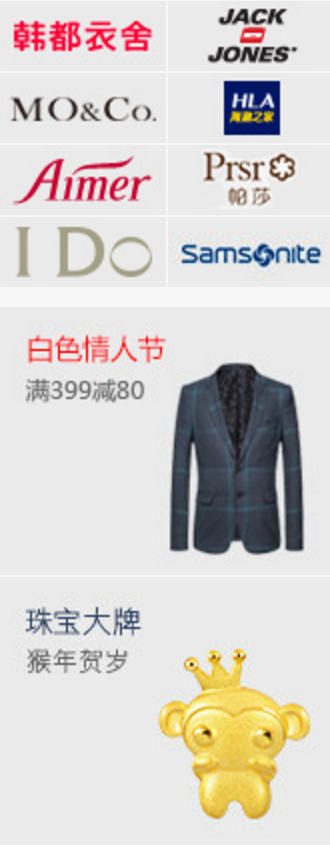 韩都衣舍
JACK
JONES
MO&Co.
HLA
海澜之家
Aimer
Prsr
帕莎
I Do
Samsonite
白色情人节
满399减80
珠宝大牌
猴年贺岁